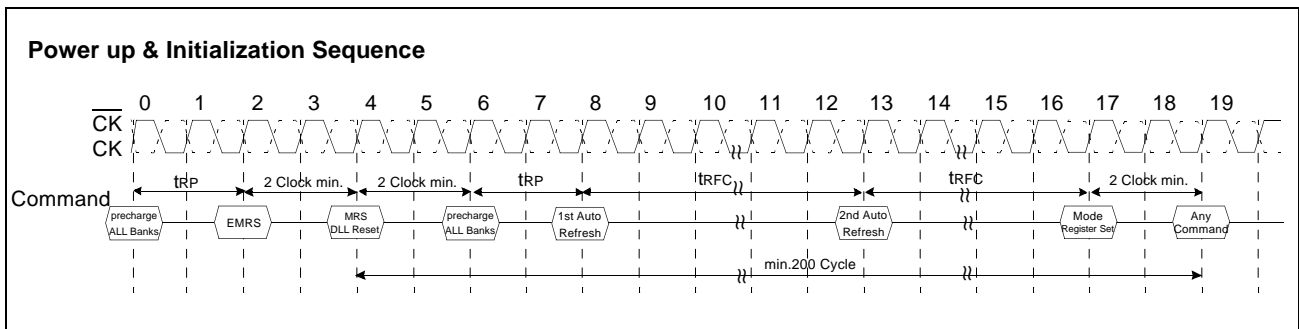 Power up & Initialization Sequence
0 1 2 3 4 5 6 7 8 9 10 11 12 13 14 15 16 17 18 19
CK
CK
tRP 2 Clock min. 2 Clock min. tRP tRFC tRFC 2 Clock min.
Command
precharge
ALL Banks
EMRS
MRS
DLL Reset
precharge
ALL Banks
1st Auto
Refresh
2nd Auto
Refresh
Mode
Register Set
Any
Command
min.200 Cycle